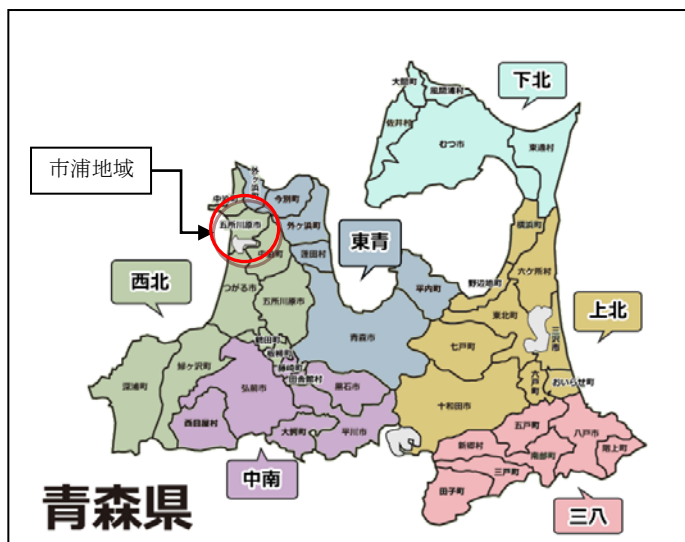 大間町
風間浦村
下北
佐井村
むつ市
東通村
市浦地域
外ヶ浜町
中泊町
今別町
五所川原市
外ヶ浜町
横浜町
東青
蓬田村
中泊町
六ケ所村
西北
平内町
野辺地町
つがる市
五所川原市
東北町
上北
青森市
三沢市
鶴田町
七戸町
板柳町
鰺ヶ沢町
藤崎町
六戸町
深浦町
田舎館村
おいらせ町
弘前市
黒石市
十和田市
西目屋村
五戸町
八戸市
大鰐町
平川市
新郷村
階上町
中南
南部町
三戸町
田子町
三八
青森県